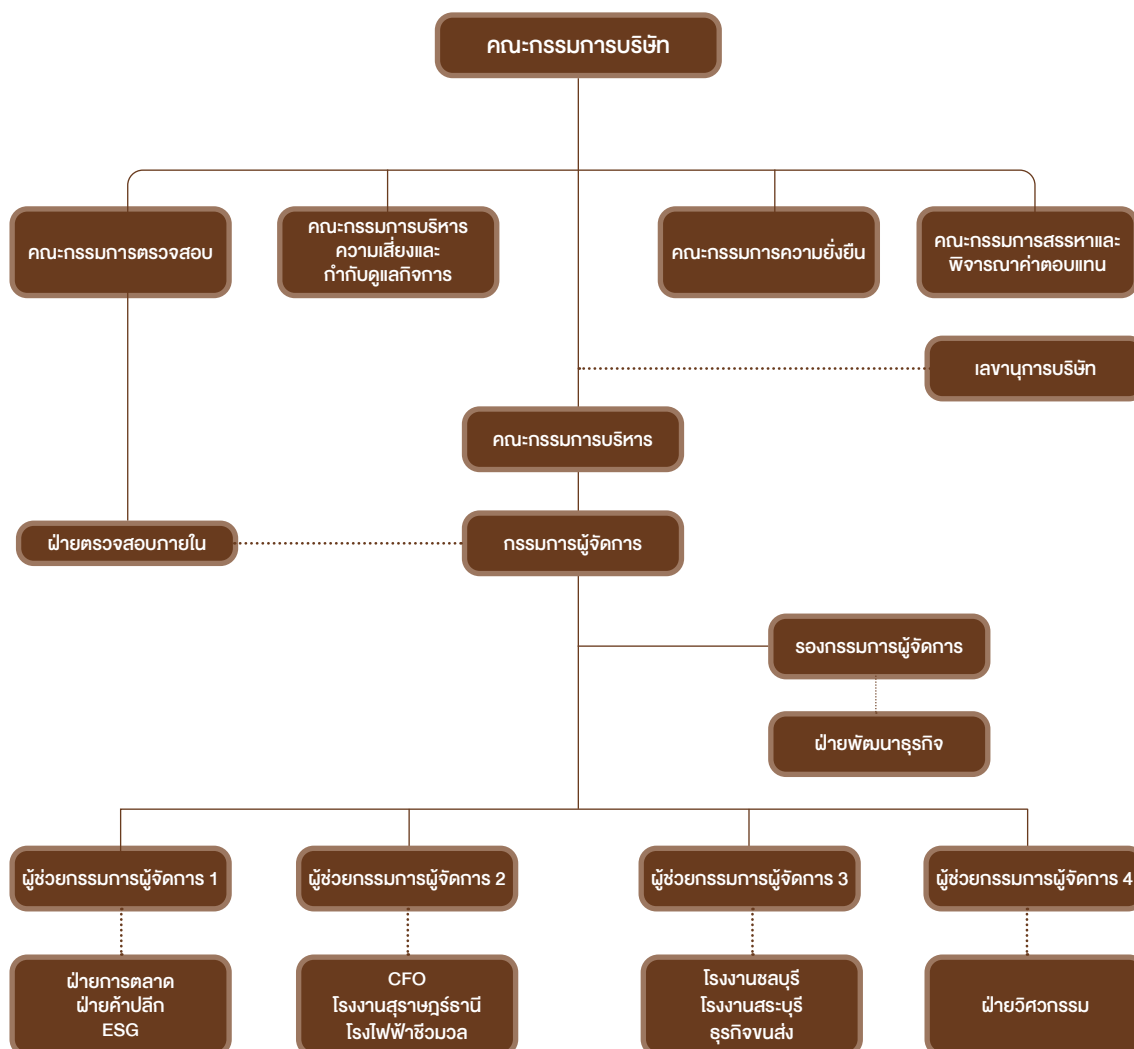 คณะกรรมการบริษัท
คณะกรรมการตรวจสอบ
คณะกรรมการบริหาร
ความเสี่ยงและ
กำกับดูแลกิจการ
คณะกรรมการความยั่งยืน
คณะกรรมการสรรหาและ
พิจารณาค่าตอบแทน
เลขานุการบริษัท
คณะกรรมการบริหาร
ฝ่ายตรวจสอบภายใน
กรรมการผู้จัดการ
รองกรรมการผู้จัดการ
ฝ่ายพัฒนาธุรกิจ
ผู้ช่วยกรรมการผู้จัดการ 1
ผู้ช่วยกรรมการผู้จัดการ 2
ผู้ช่วยกรรมการผู้จัดการ 3
ผู้ช่วยกรรมการผู้จัดการ 4
ฝ่ายการตลาด
ฝ่ายค้าปลีก
ESG
CFO
โรงงานสุราษฎร์ธานี
โรงไฟฟ้าชีวมวล
โรงงานชลบุรี
โรงงานสระบุรี
ธุรกิจขนส่ง
ฝ่ายวิศวกรรม